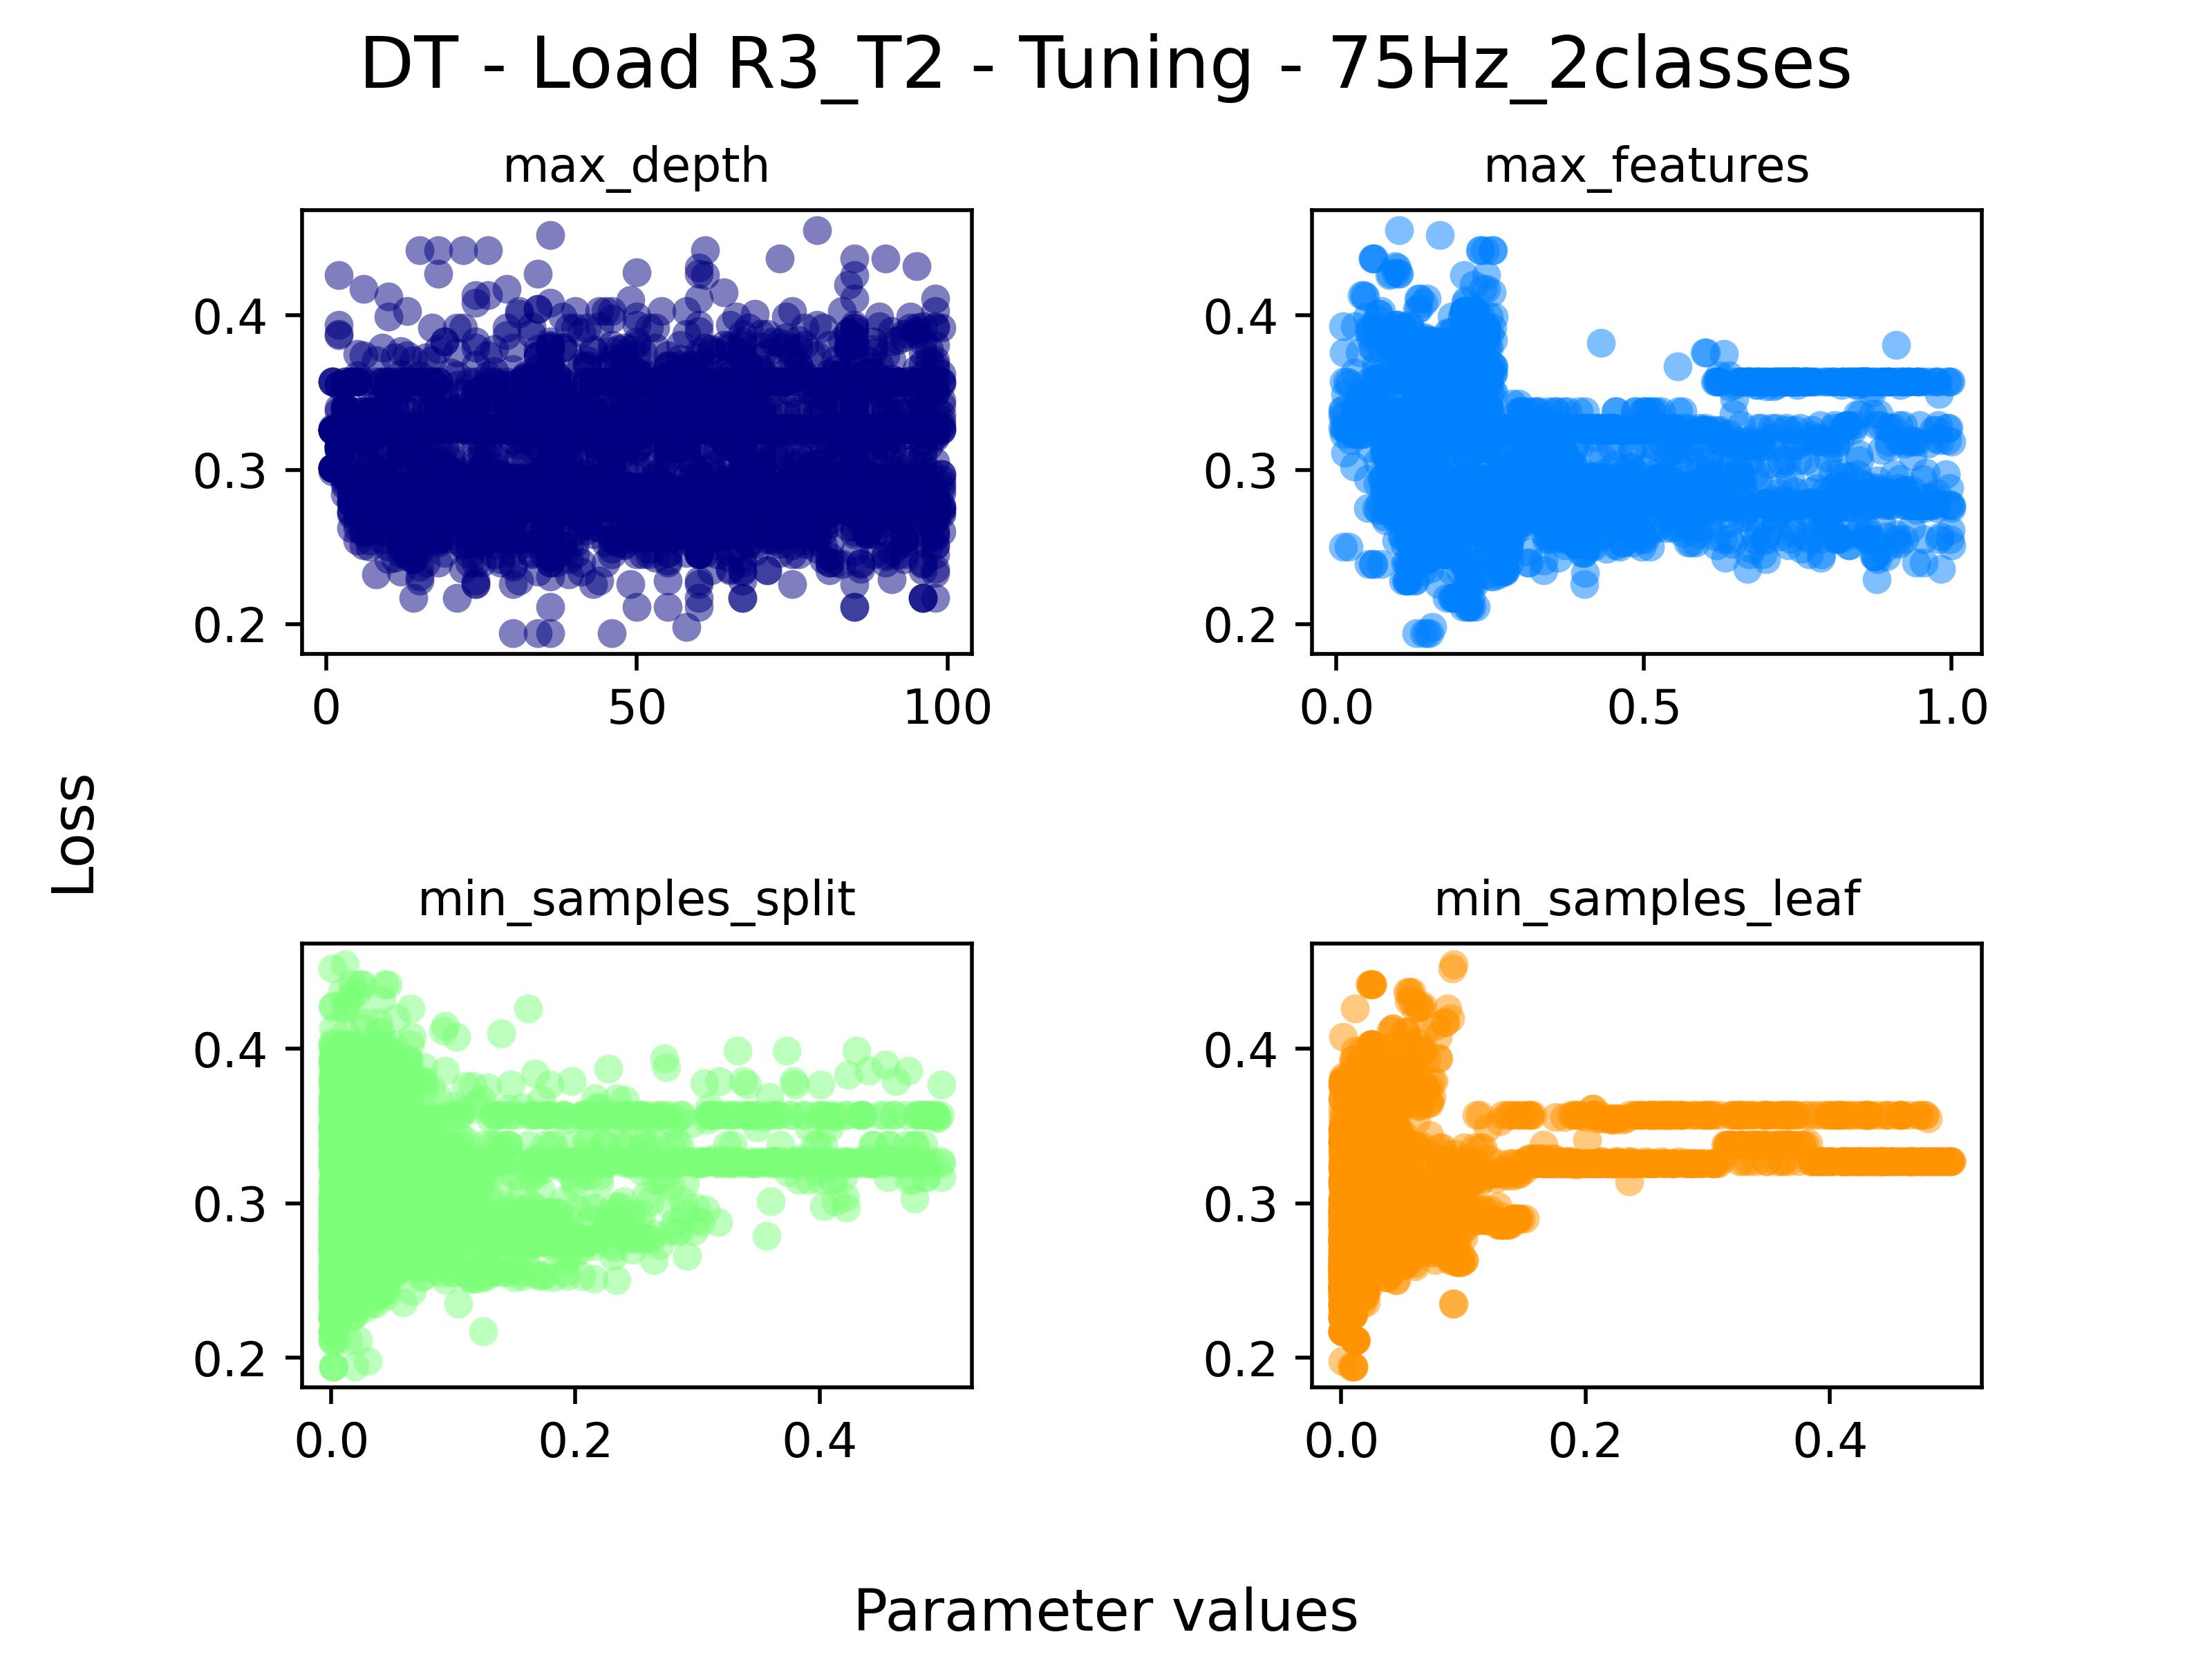 DT - Load R3_T2 - Tuning - 75Hz_2classes
max_depth
max_features
0.4
0.3
0.2
0 50 100
0.4
0.3
0.2
0.0 0.5 1.0
Loss
min_samples_split
min_samples_leaf
0.4
0.3
0.2
0.0 0.2 0.4
0.4
0.3
0.2
0.0 0.2 0.4
Parameter values